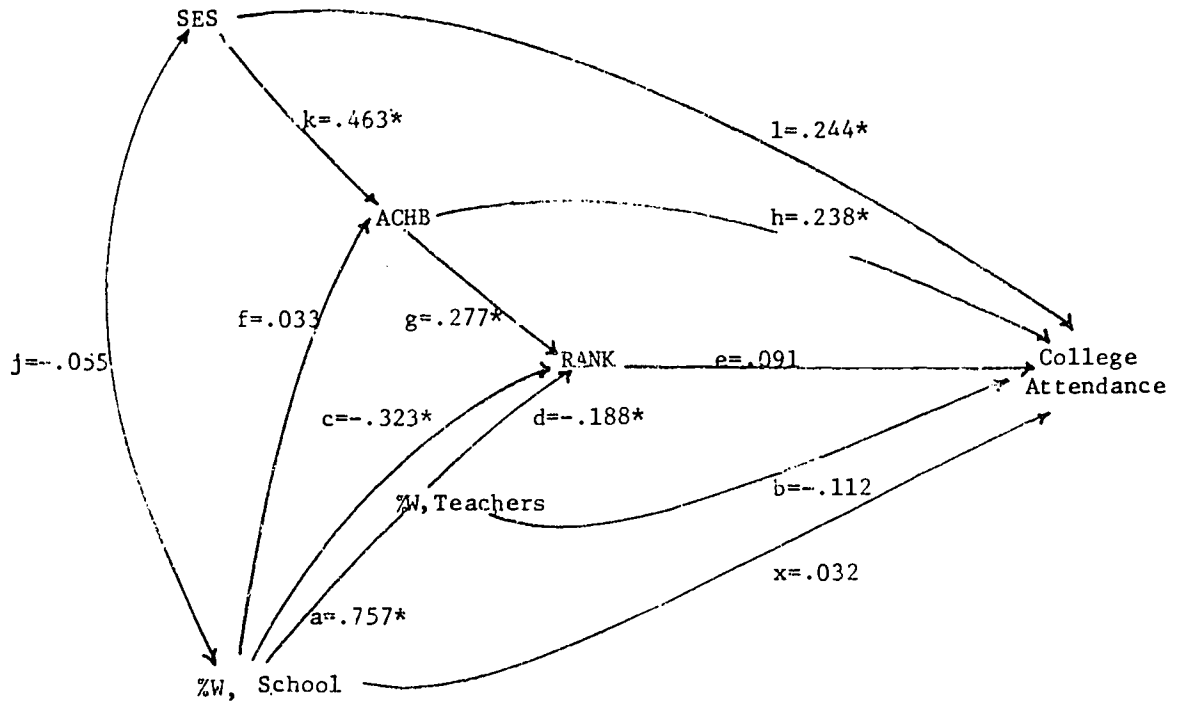 SES
k=.463*
l=.244*
ACHB
h=.238*
f=.033
g=.277*
j=-.055
RANK
e=.091
College
Attendance
c=-.323*
d=-.188*
%W,Teachers
b=-.112
x=.032
a=.757*
%W, School